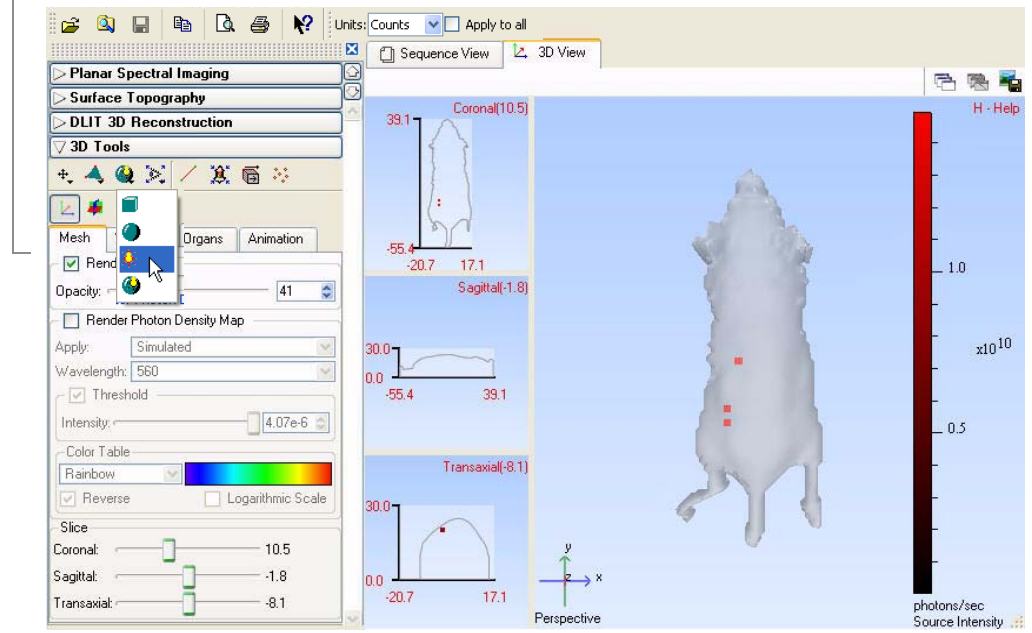 Units: Counts Apply to all
Sequence View 3D View
Planar Spectral Imaging
Surface Topography
DLIT 3D Reconstruction
3D Tools
Mesh Organs Animation
Rend
Opacity: 41
Render Photon Density Map
Apply: Simulated
Wavelength: 560
Threshold
Intensity: 4.07e-6
Color Table
Rainbow
Reverse Logarithmic Scale
Slice
Coronal: 10.5
Sagittal: -1.8
Transaxial: -8.1
Coronal(10.5)
39.1
-55.4
-20.7 17.1
Sagittal(-1.8)
30.0
0.0
-55.4 39.1
Transaxial(-8.1)
30.0
0.0
-20.7 17.1
H - Help
1.0
x10^10
0.5
y
z x
Perspective
photons/sec
Source Intensity